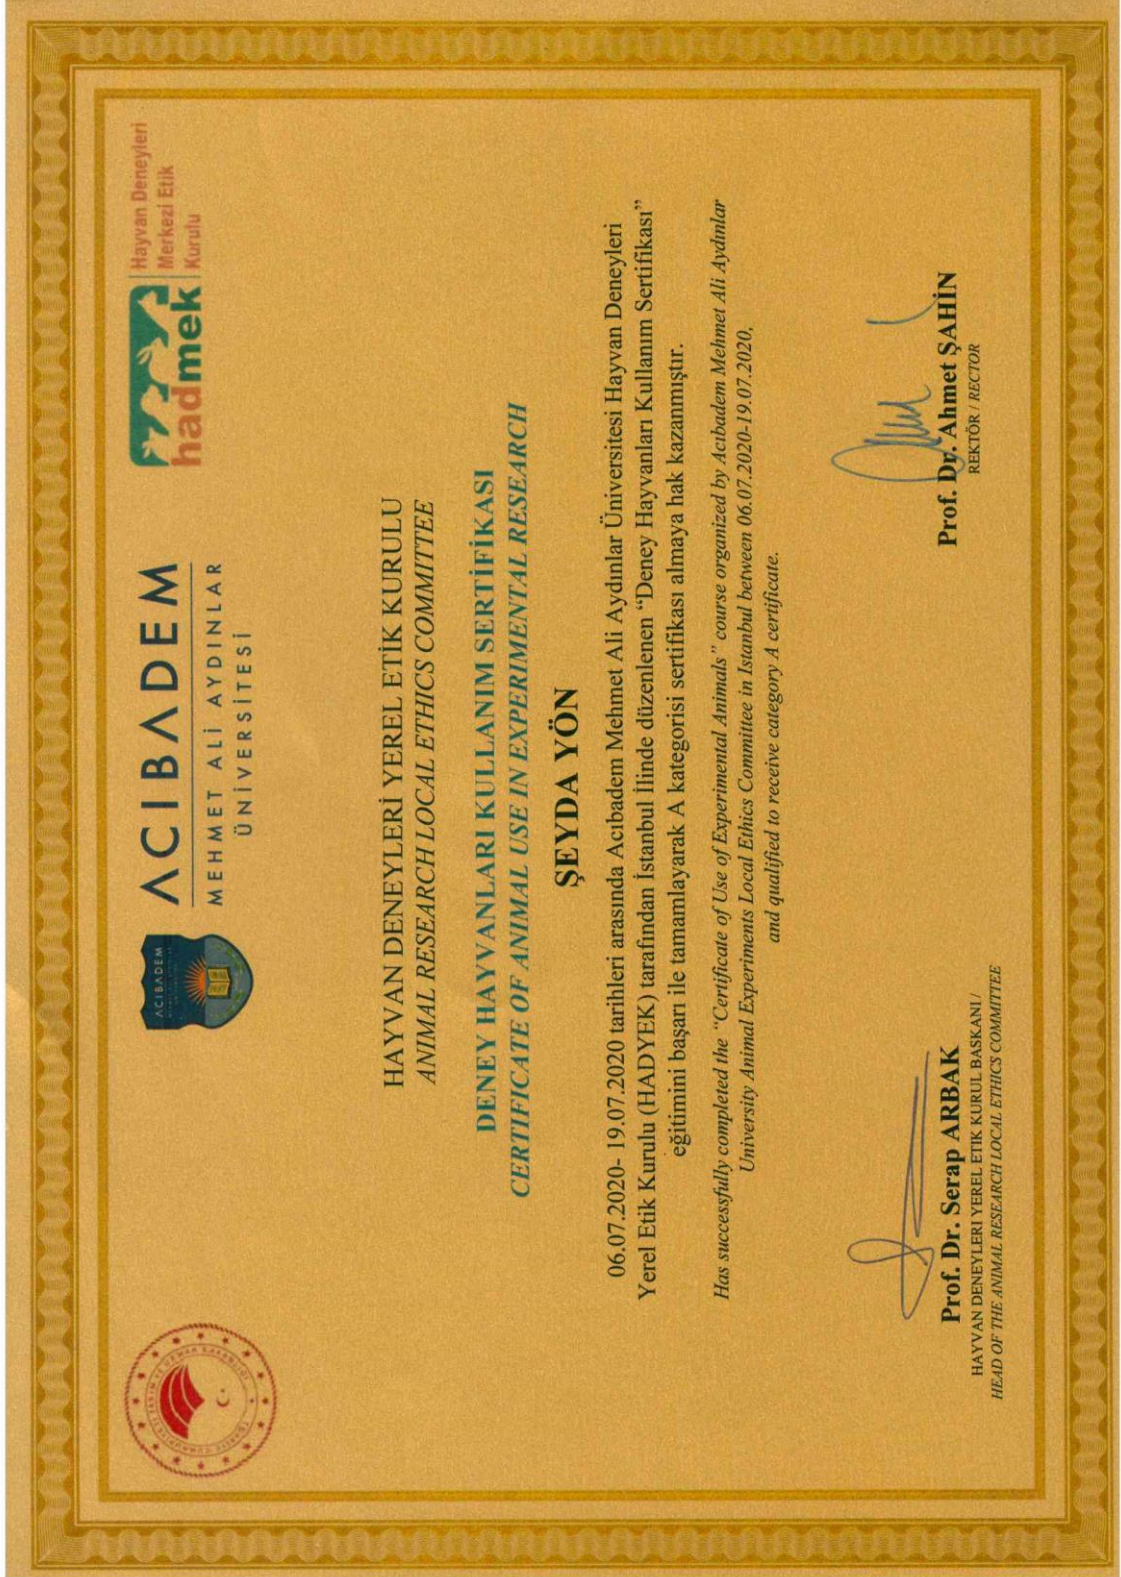 ACIBADEM
ACIBADEM
MEHMET ALİ AYDINLAR
ÜNİVERSİTESİ
hadmek
Hayvan Deneyleri
Merkezi Etik
Kurulu
HAYVAN DENEYLERİ YEREL ETİK KURULU
ANIMAL RESEARCH LOCAL ETHICS COMMITTEE
DENEY HAYVANLARI KULLANIM SERTİFİKASI
CERTIFICATE OF ANIMAL USE IN EXPERIMENTAL RESEARCH
ŞEYDA YÖN
06.07.2020- 19.07.2020 tarihleri arasında Acıbadem Mehmet Ali Aydınlar Üniversitesi Hayvan Deneyleri
Yerel Etik Kurulu (HADYEK) tarafından İstanbul İlinde düzenlenen “Deney Hayvanları Kullanım Sertifikası”
eğitimini başarı ile tamamlayarak A kategorisi sertifikası almaya hak kazanmıştır.
Has successfully completed the “Certificate of Use of Experimental Animals” course organized by Acıbadem Mehmet Ali Aydınlar
University Animal Experiments Local Ethics Committee in Istanbul between 06.07.2020-19.07.2020,
and qualified to receive category A certificate.
Prof. Dr. Serap ARBAK
HAYVAN DENEYLERI YEREL ETIK KURUL BASKANI /
HEAD OF THE ANIMAL RESEARCH LOCAL ETHICS COMMITTEE
Prof. Dr. Ahmet ŞAHİN
REKTÖR / RECTOR